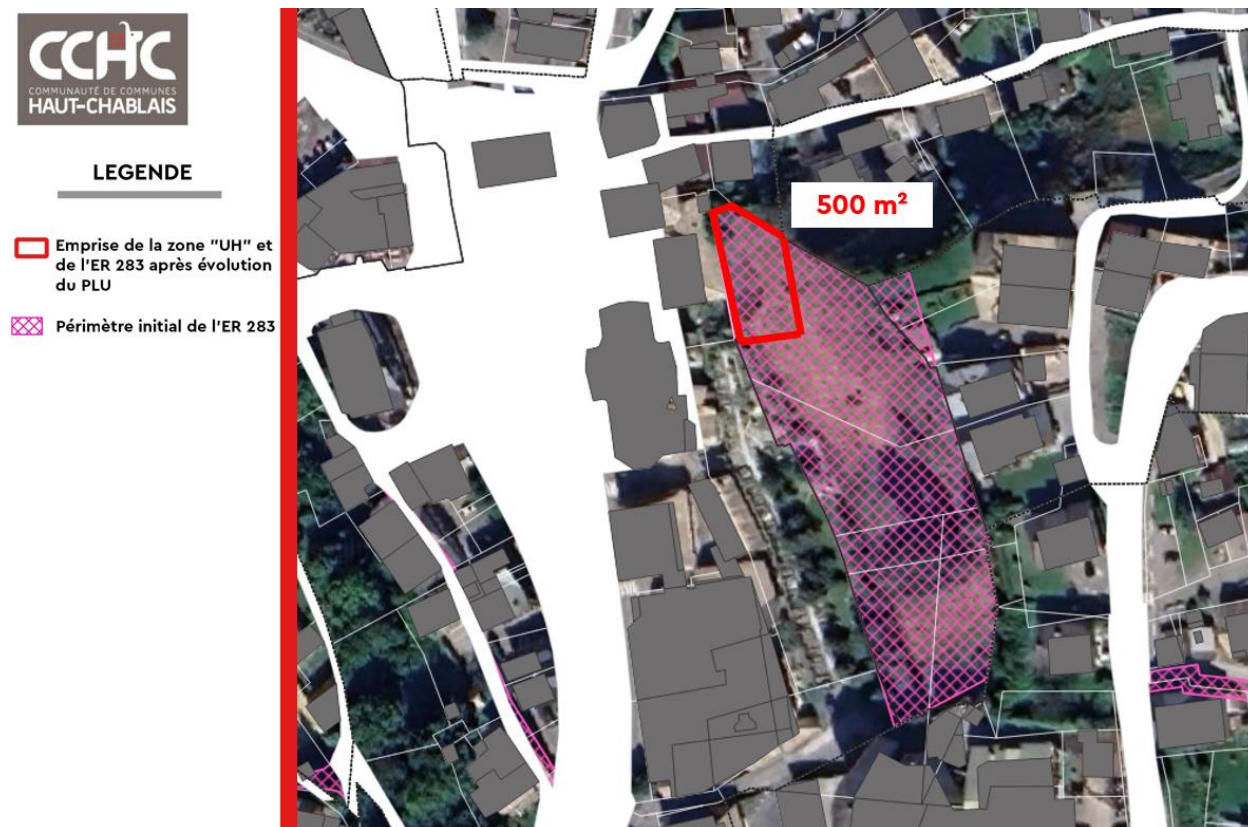 CCHC
COMMUNAUTÉ DE COMMUNES
HAUT-CHABLAIS
LEGENDE
Emprise de la zone "UH" et
de l'ER 283 après évolution
du PLU
Périmètre initial de l'ER 283
500 m²